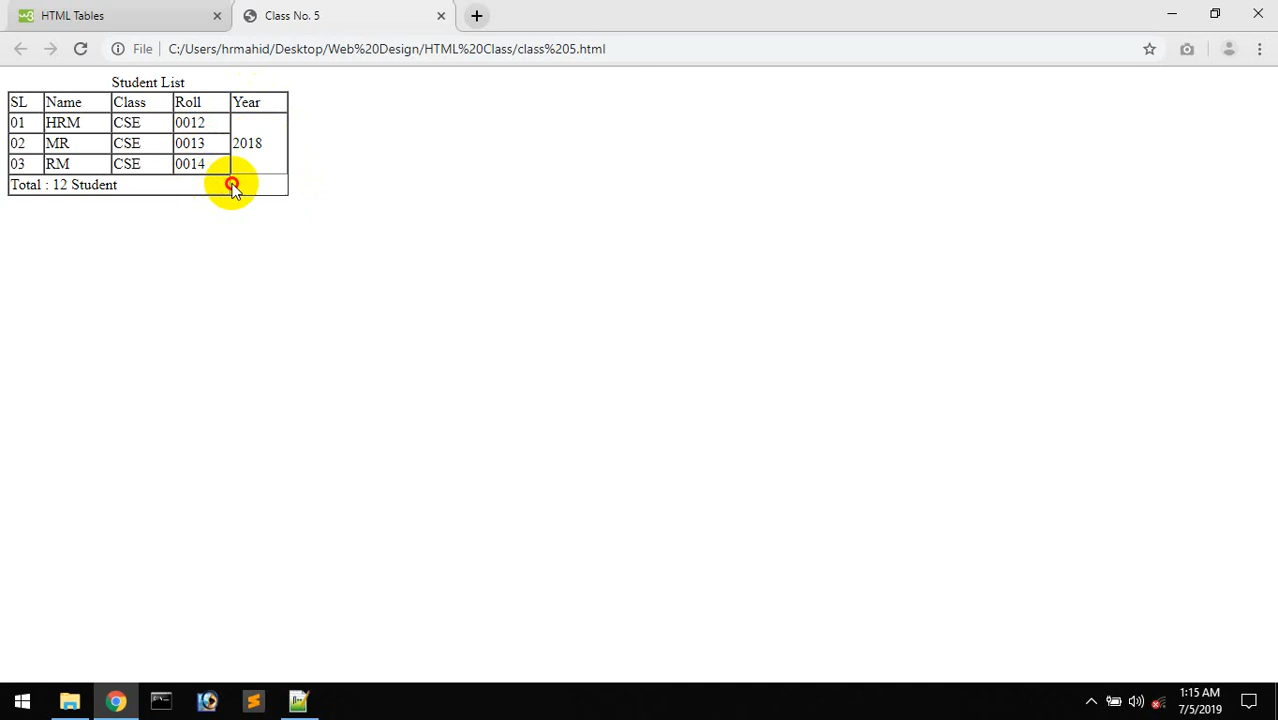 HTML Tables
Class No. 5
File
C:/Users/hrmahid/Desktop/Web%20Design/HTML%20Class/class%205.html
Student List
SL Name Class Roll Year
01 HRM CSE 0012
02 MR CSE 0013 2018
03 RM CSE 0014
Total : 12 Student
1:15 AM
7/5/2019